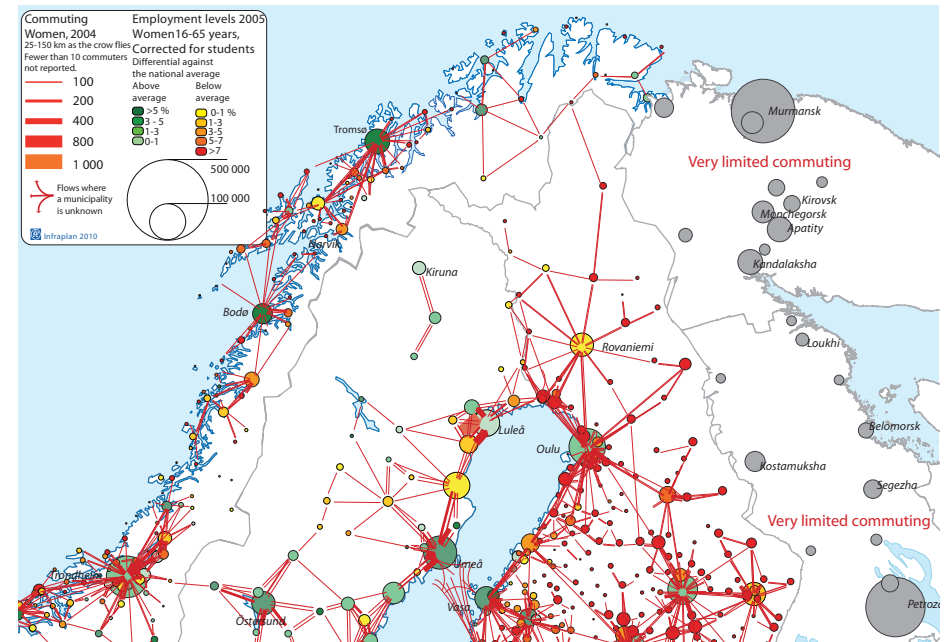 Commuting
Women, 2004
25-150 km as the crow flies
Fewer than 10 commuters
not reported.
100
200
400
800
1 000
Flows where
a municipality
is unknown
Infraplan 2010
Employment levels 2005
Women16-65 years,
Corrected for students
Differential against
the national average
Above
average
>5 %
3 - 5
1-3
0-1
Below
average
0-1 %
1-3
3-5
5-7
>7
500 000
100 000
Tromsø
Murmansk
Very limited commuting
Kirovsk
Monchegorsk
Apatity
Narvik
Kandalaksha
Kiruna
Bodø
Loukhi
Rovaniemi
Belomorsk
Luleå
Oulu
Kostamuksha
Segezha
Very limited commuting
Umeå
Trondheim
Vasa
Östersund
Petroza